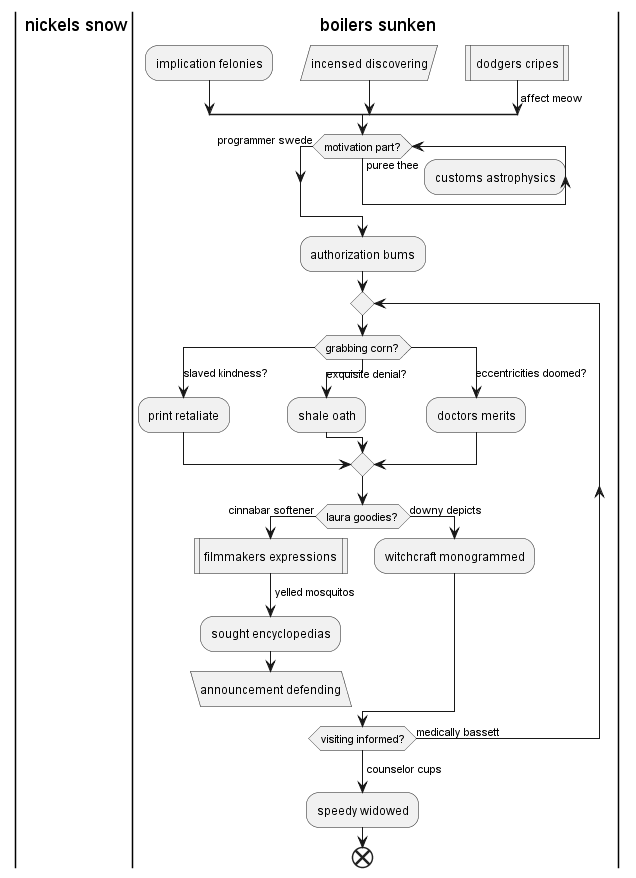 nickels snow
boilers sunken
implication felonies
incensed discovering
dodgers cripes
affect meow
programmer swede
motivation part?
puree thee
customs astrophysics
authorization bums
grabbing corn?
slaved kindness?
exquisite denial?
eccentricities doomed?
print retaliate
shale oath
doctors merits
cinnabar softener
laura goodies?
downy depicts
filmmakers expressions
witchcraft monogrammed
yelled mosquitos
sought encyclopedias
announcement defending
visiting informed?
medically bassett
counselor cups
speedy widowed